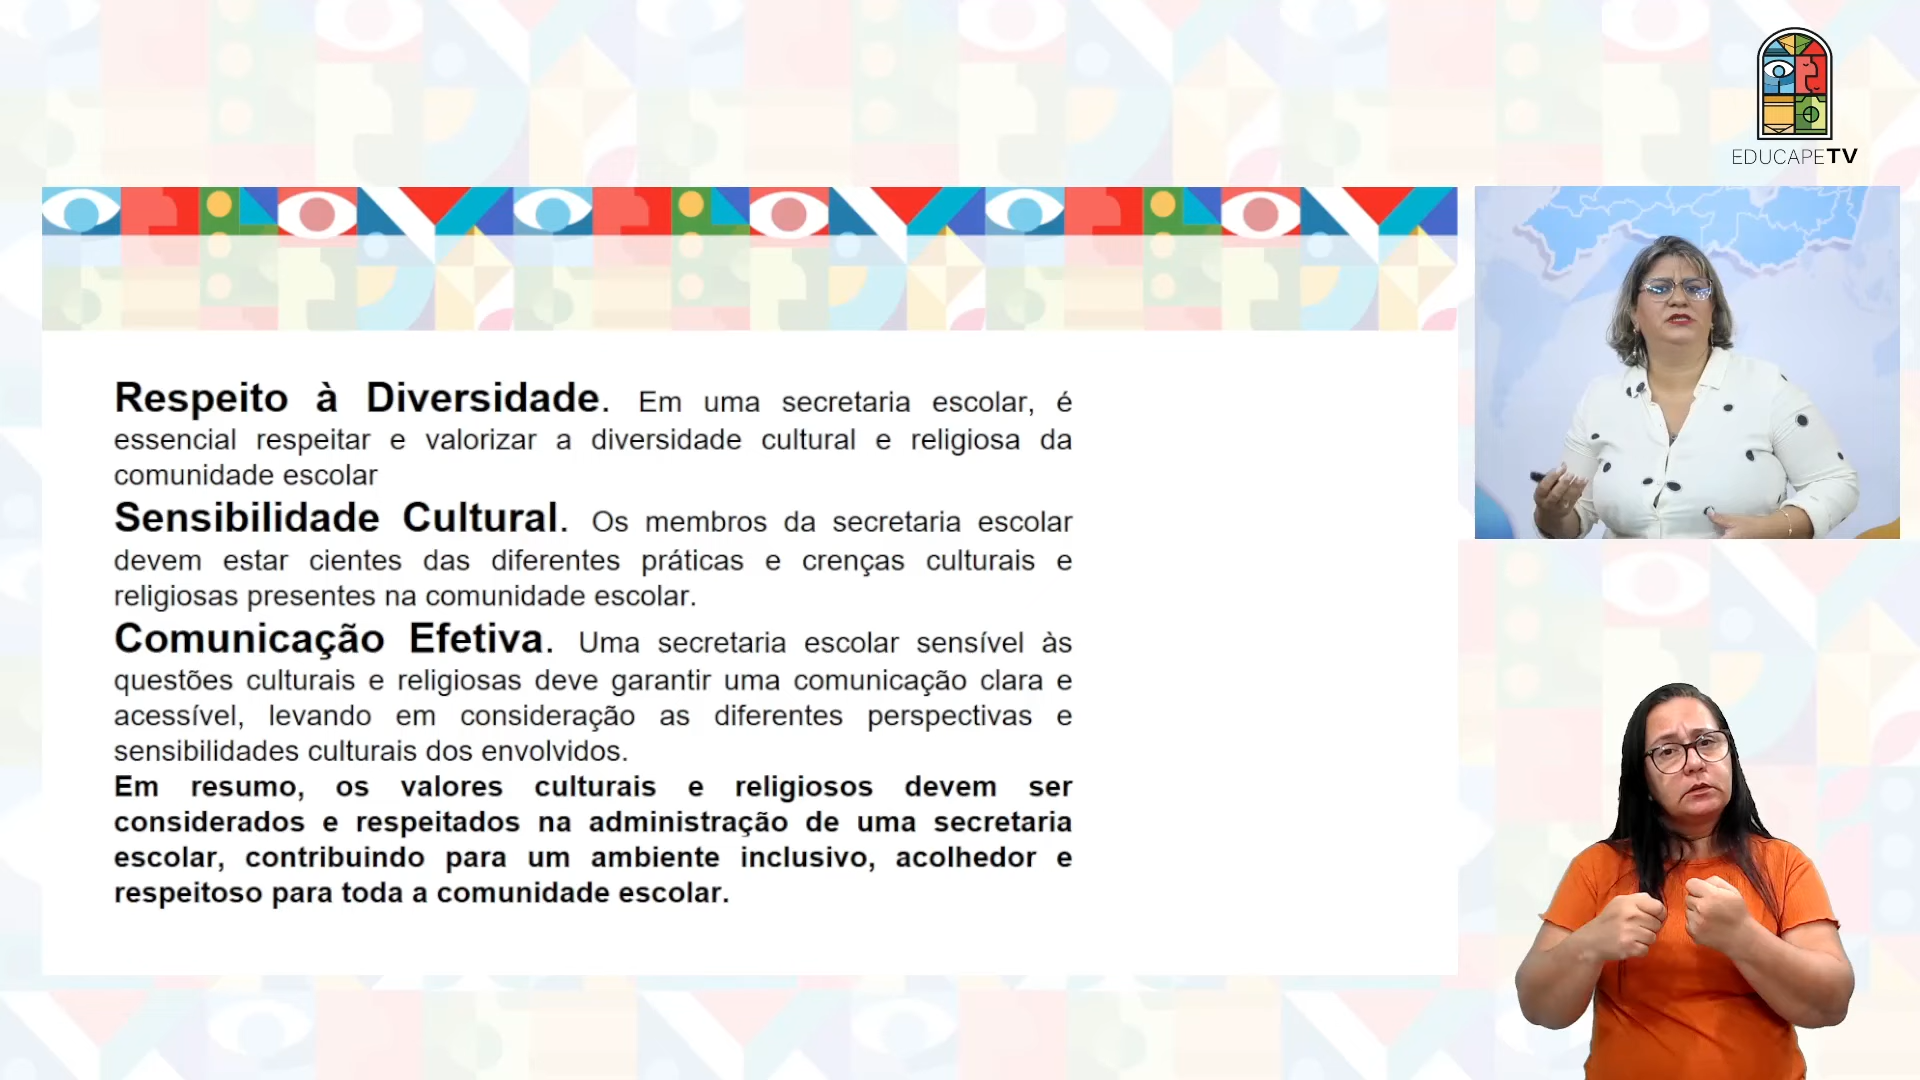 EDUCAPETV
Respeito à Diversidade. Em uma secretaria escolar, é
essencial respeitar e valorizar a diversidade cultural e religiosa da
comunidade escolar
Sensibilidade Cultural. Os membros da secretaria escolar
devem estar cientes das diferentes práticas e crenças culturais e
religiosas presentes na comunidade escolar.
Comunicação Efetiva. Uma secretaria escolar sensível às
questões culturais e religiosas deve garantir uma comunicação clara e
acessível, levando em consideração as diferentes perspectivas e
sensibilidades culturais dos envolvidos.
Em resumo, os valores culturais e religiosos devem ser
considerados e respeitados na administração de uma secretaria
escolar, contribuindo para um ambiente inclusivo, acolhedor e
respeitoso para toda a comunidade escolar.